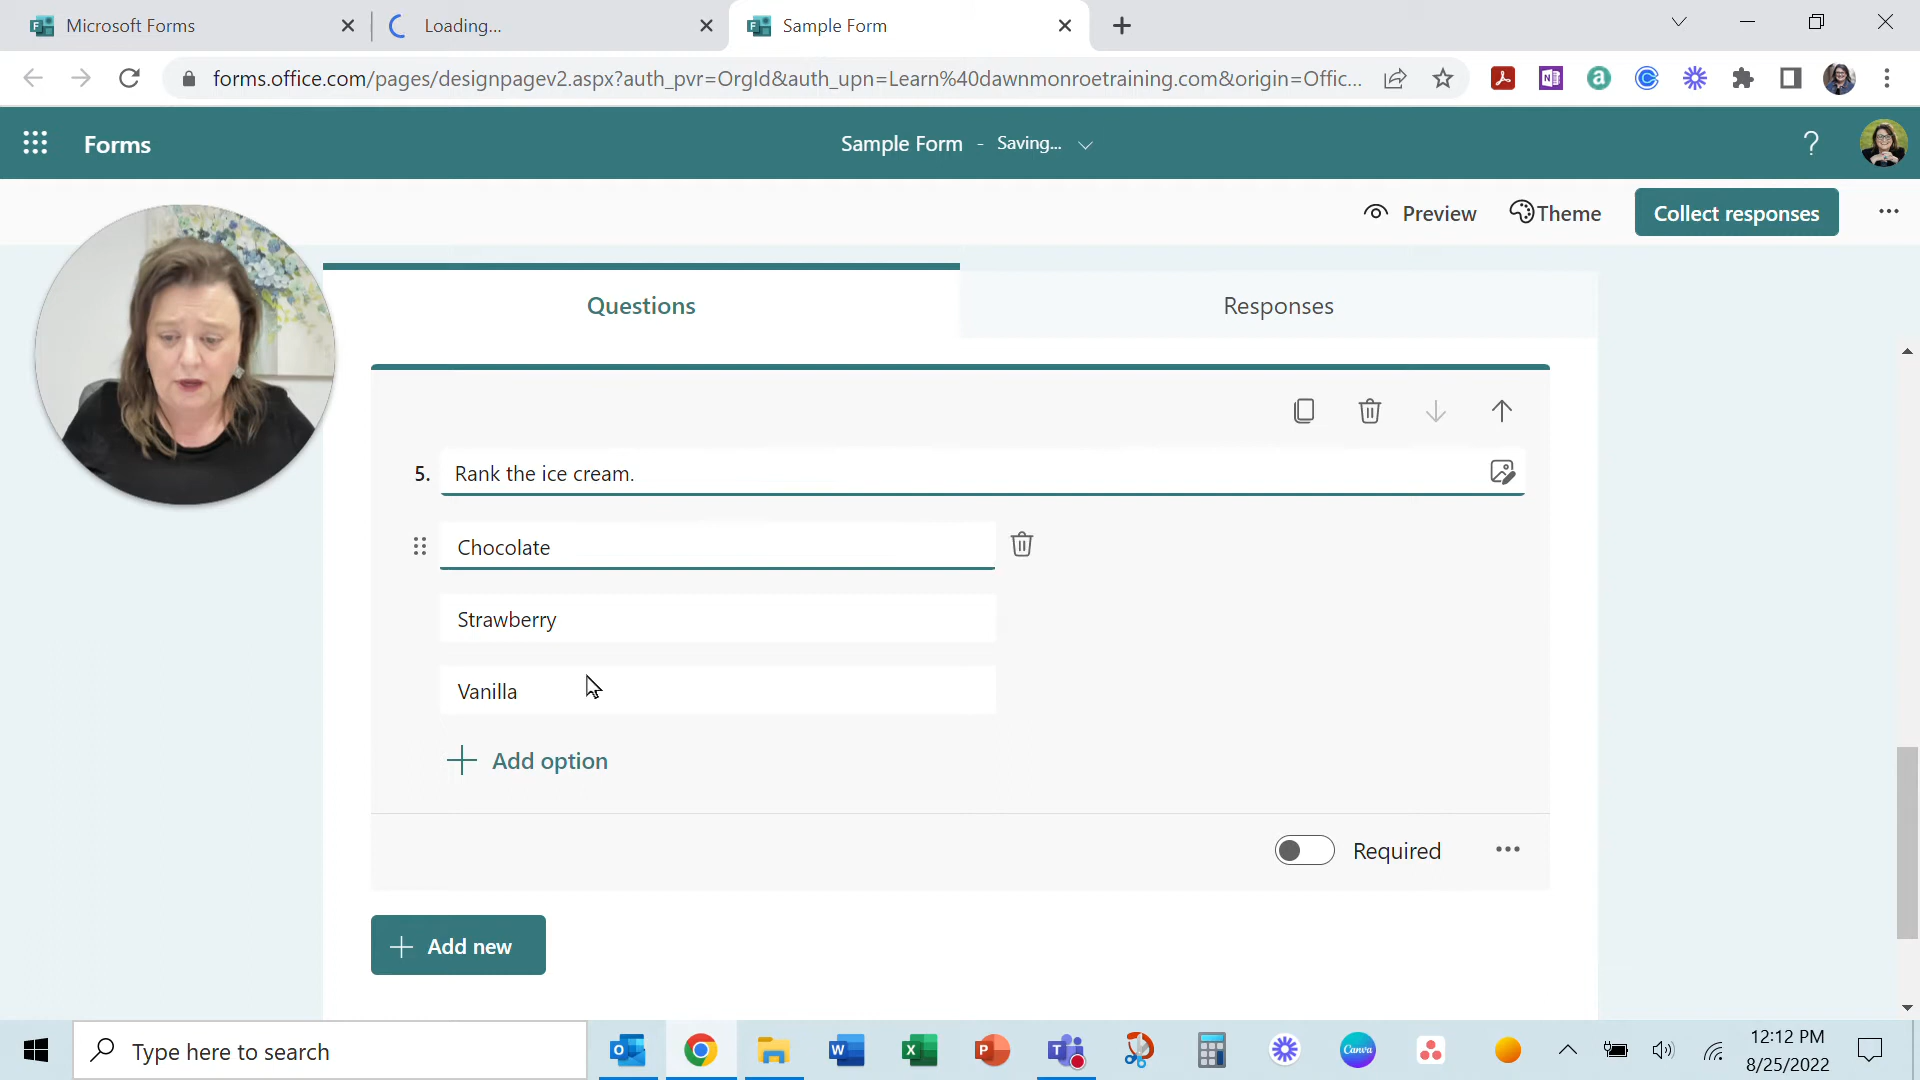 Microsoft Forms
Loading...
Sample Form
forms.office.com/pages/designpagev2.aspx?auth_pvr=OrgId&auth_upn=Learn%40dawnmonroetraining.com&origin=Offic...
Forms
Sample Form - Saving...
?
Preview
Theme
Collect responses
Questions
Responses
5. Rank the ice cream.
Chocolate
Strawberry
Vanilla
Add option
Required
Add new
Type here to search
Canva
12:12 PM
8/25/2022